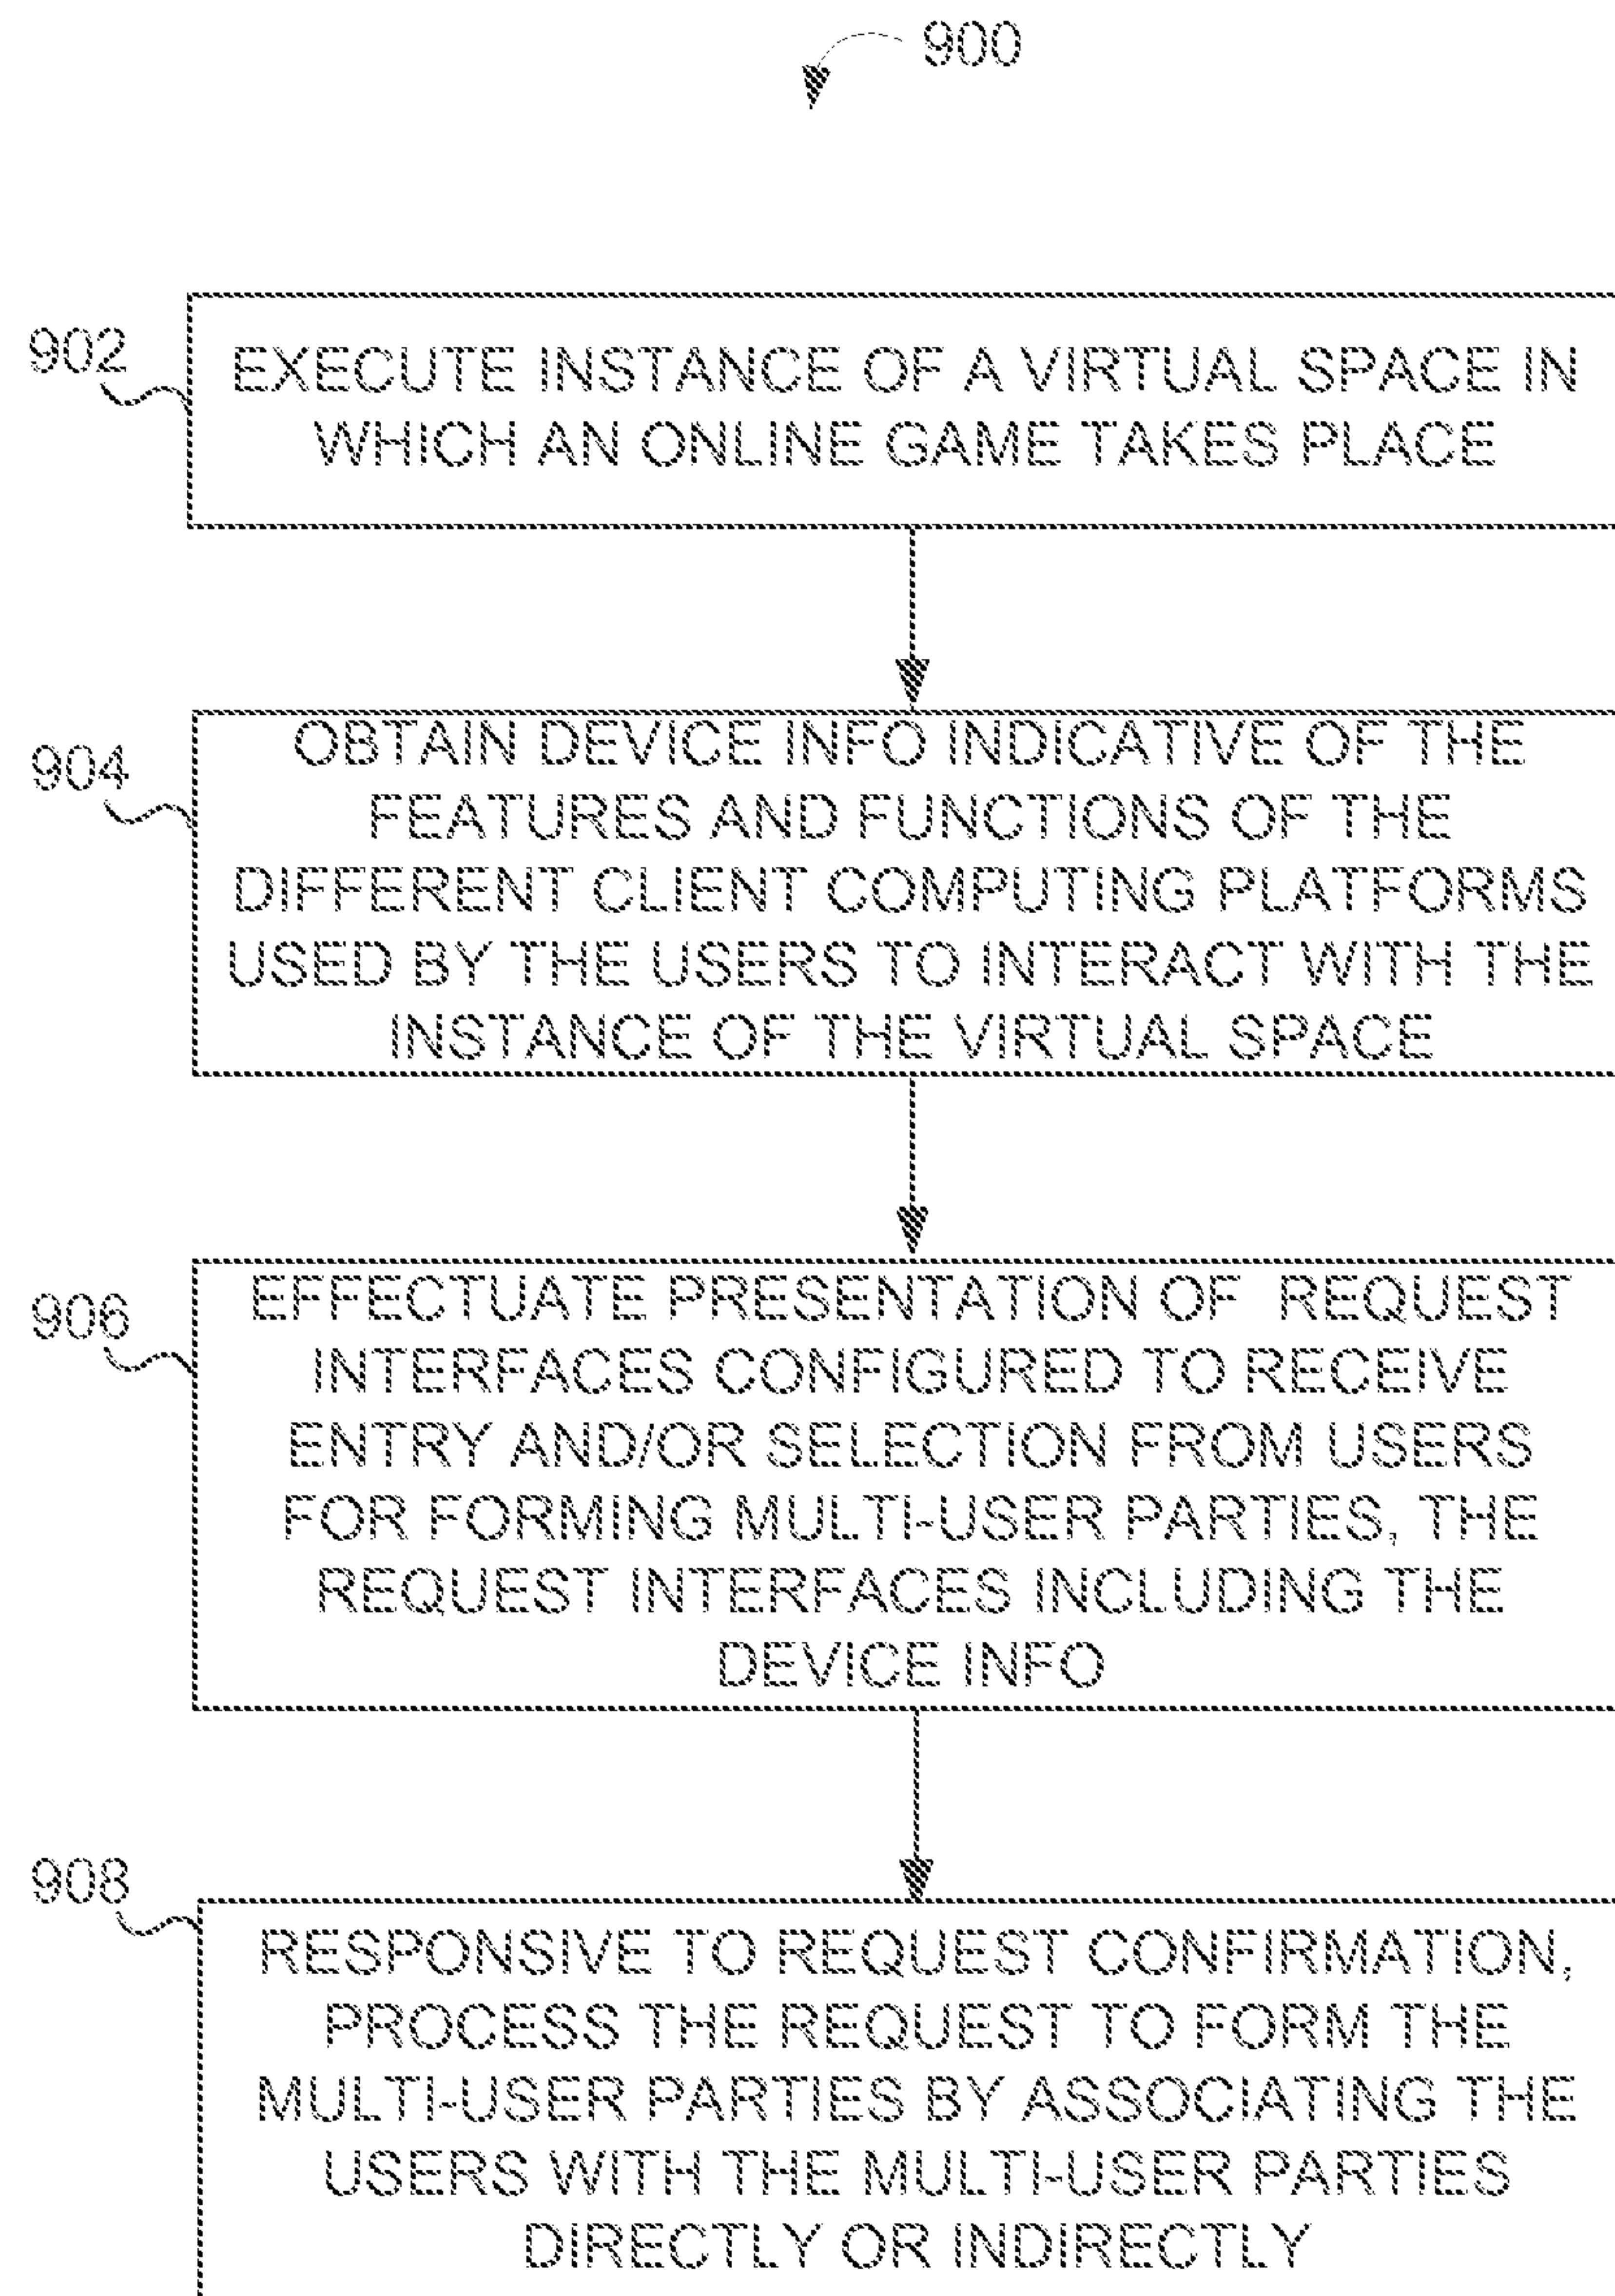 900
902
EXECUTE INSTANCE OF A VIRTUAL SPACE IN
WHICH AN ONLINE GAME TAKES PLACE
904
OBTAIN DEVICE INFO INDICATIVE OF THE
FEATURES AND FUNCTIONS OF THE
DIFFERENT CLIENT COMPUTING PLATFORMS
USED BY THE USERS TO INTERACT WITH THE
INSTANCE OF THE VIRTUAL SPACE
906
EFFECTUATE PRESENTATION OF REQUEST
INTERFACES CONFIGURED TO RECEIVE
ENTRY AND/OR SELECTION FROM USERS
FOR FORMING MULTI-USER PARTIES, THE
REQUEST INTERFACES INCLUDING THE
DEVICE INFO
908
RESPONSIVE TO REQUEST CONFIRMATION,
PROCESS THE REQUEST TO FORM THE
MULTI-USER PARTIES BY ASSOCIATING THE
USERS WITH THE MULTI-USER PARTIES
DIRECTLY OR INDIRECTLY